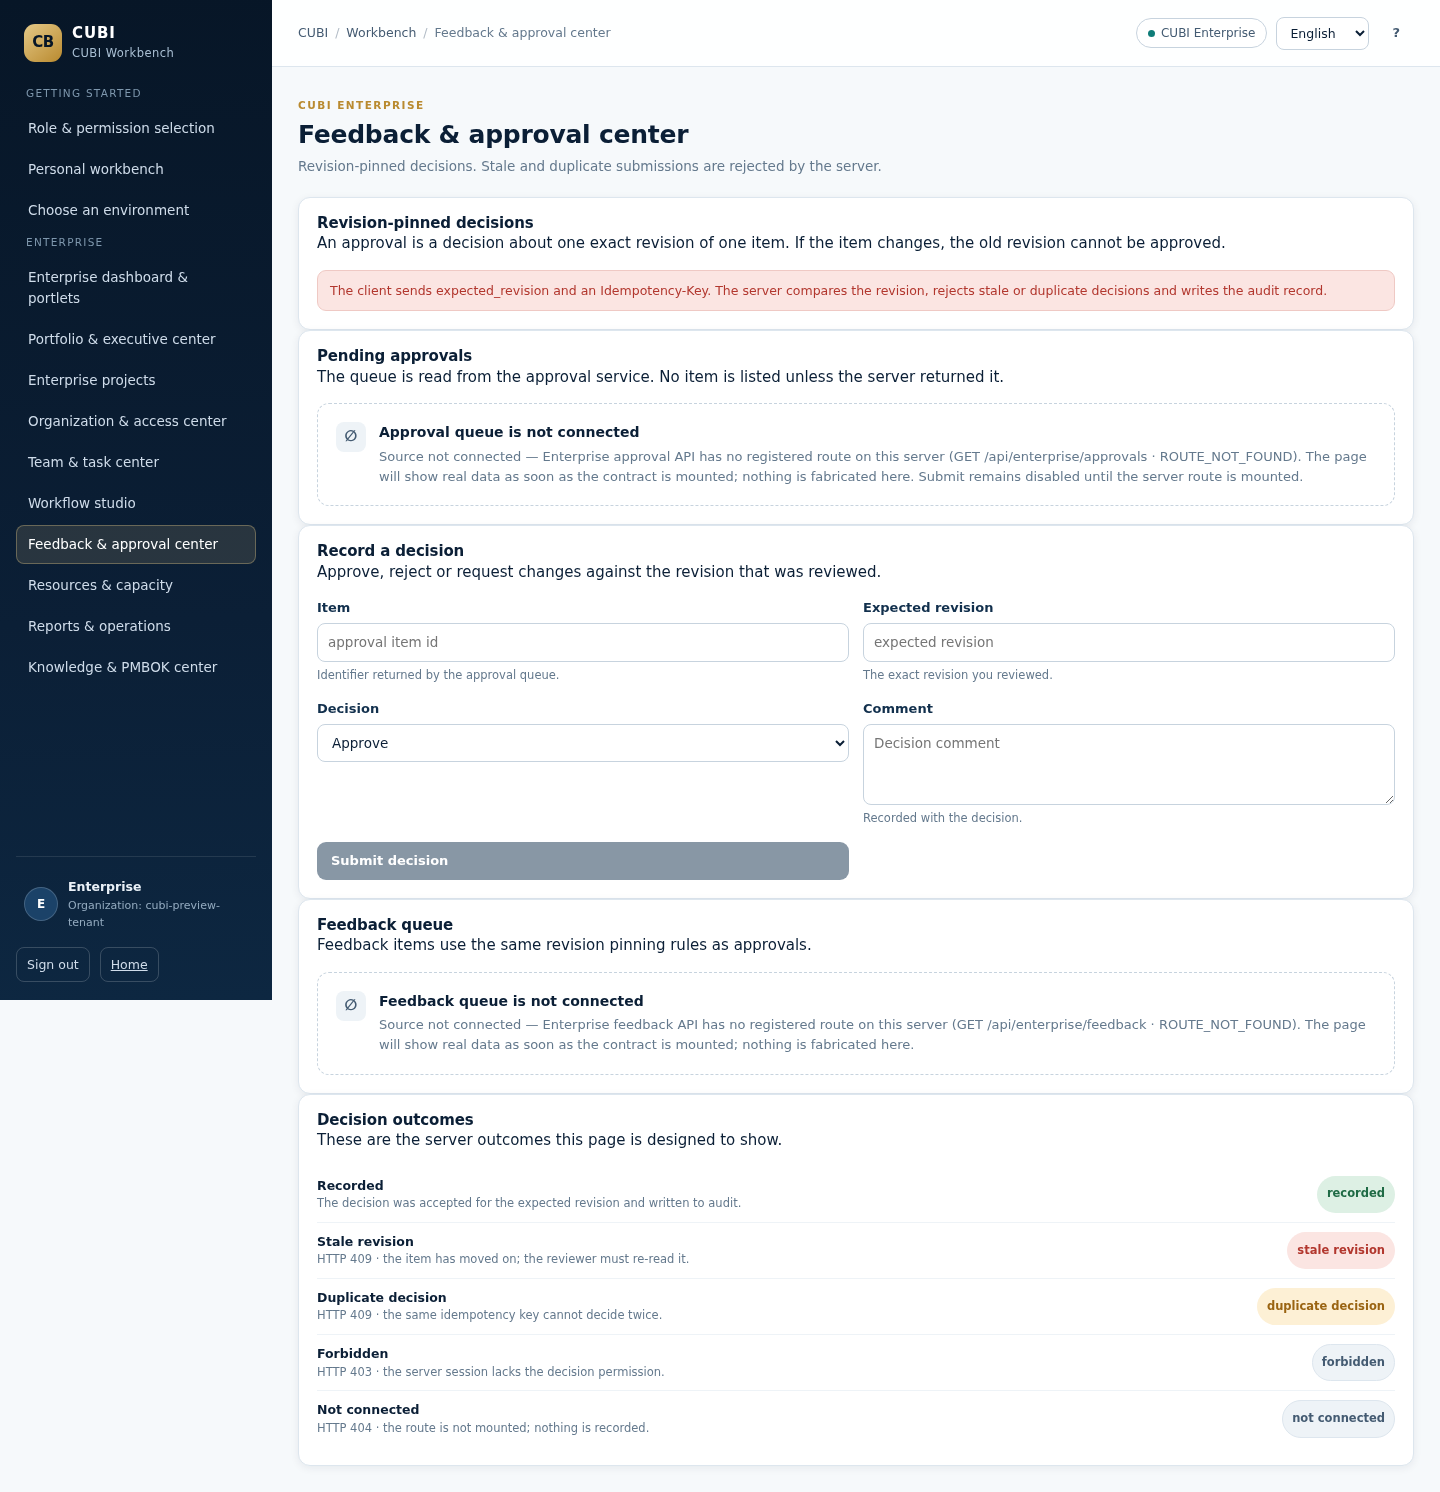 CB
CUBI
CUBI Workbench
GETTING STARTED
Role & permission selection
Personal workbench
Choose an environment
ENTERPRISE
Enterprise dashboard &
portlets
Portfolio & executive center
Enterprise projects
Organization & access center
Team & task center
Workflow studio
Feedback & approval center
Resources & capacity
Reports & operations
Knowledge & PMBOK center
E
Enterprise
Organization: cubi-preview-
tenant
Sign out
Home
CUBI / Workbench / Feedback & approval center
CUBI Enterprise
English
?
CUBI ENTERPRISE
Feedback & approval center
Revision-pinned decisions. Stale and duplicate submissions are rejected by the server.
Revision-pinned decisions
An approval is a decision about one exact revision of one item. If the item changes, the old revision cannot be approved.
The client sends expected_revision and an Idempotency-Key. The server compares the revision, rejects stale or duplicate decisions and writes the audit record.
Pending approvals
The queue is read from the approval service. No item is listed unless the server returned it.
∅
Approval queue is not connected
Source not connected — Enterprise approval API has no registered route on this server (GET /api/enterprise/approvals · ROUTE_NOT_FOUND). The page
will show real data as soon as the contract is mounted; nothing is fabricated here. Submit remains disabled until the server route is mounted.
Record a decision
Approve, reject or request changes against the revision that was reviewed.
Item
approval item id
Identifier returned by the approval queue.
Expected revision
expected revision
The exact revision you reviewed.
Decision
Approve
Comment
Decision comment
Recorded with the decision.
Submit decision
Feedback queue
Feedback items use the same revision pinning rules as approvals.
∅
Feedback queue is not connected
Source not connected — Enterprise feedback API has no registered route on this server (GET /api/enterprise/feedback · ROUTE_NOT_FOUND). The page
will show real data as soon as the contract is mounted; nothing is fabricated here.
Decision outcomes
These are the server outcomes this page is designed to show.
Recorded
The decision was accepted for the expected revision and written to audit.
recorded
Stale revision
HTTP 409 · the item has moved on; the reviewer must re-read it.
stale revision
Duplicate decision
HTTP 409 · the same idempotency key cannot decide twice.
duplicate decision
Forbidden
HTTP 403 · the server session lacks the decision permission.
forbidden
Not connected
HTTP 404 · the route is not mounted; nothing is recorded.
not connected